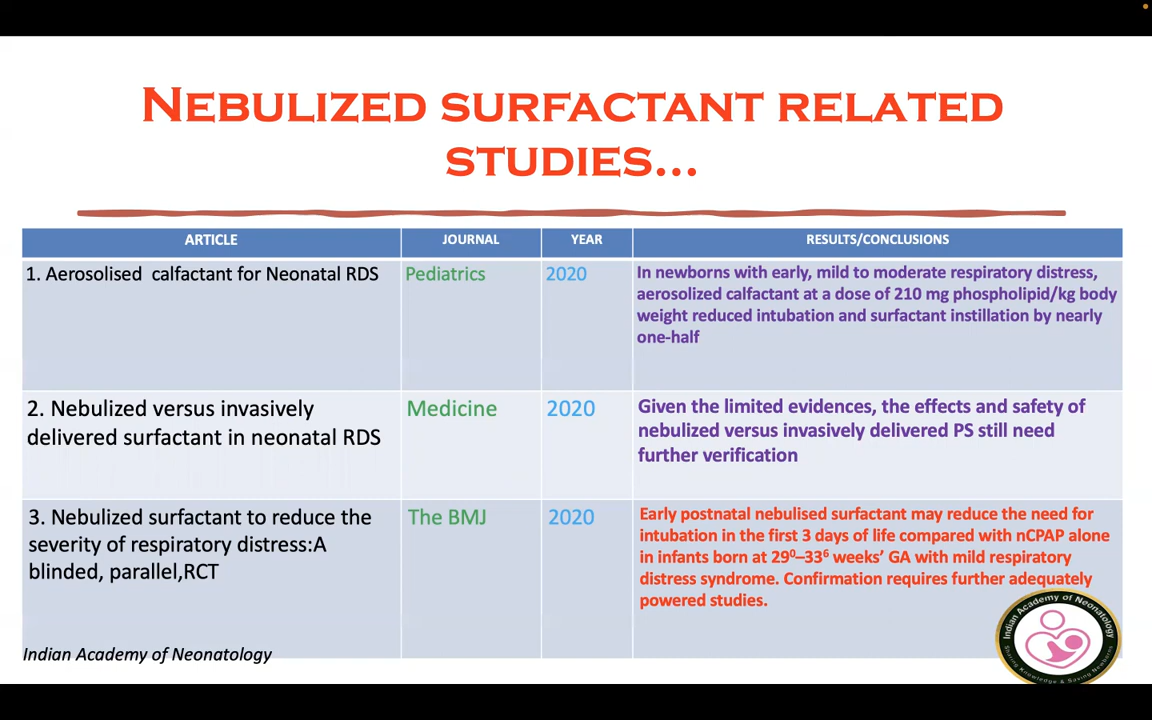 NEBULIZED SURFACTANT RELATED
STUDIES...
ARTICLE
JOURNAL
YEAR
RESULTS/CONCLUSIONS
1. Aerosolised calfactant for Neonatal RDS
Pediatrics
2020
In newborns with early, mild to moderate respiratory distress,
aerosolized calfactant at a dose of 210 mg phospholipid/kg body
weight reduced intubation and surfactant instillation by nearly
one-half
2. Nebulized versus invasively
delivered surfactant in neonatal RDS
Medicine
2020
Given the limited evidences, the effects and safety of
nebulized versus invasively delivered PS still need
further verification
3. Nebulized surfactant to reduce the
severity of respiratory distress:A
blinded, parallel,RCT
The BMJ
2020
Early postnatal nebulised surfactant may reduce the need for
intubation in the first 3 days of life compared with nCPAP alone
in infants born at 29⁰–33⁶ weeks’ GA with mild respiratory
distress syndrome. Confirmation requires further adequately
powered studies.
Indian Academy of Neonatology
Indian Academy of Neonatology
Sharing Knowledge & Saving Newborns